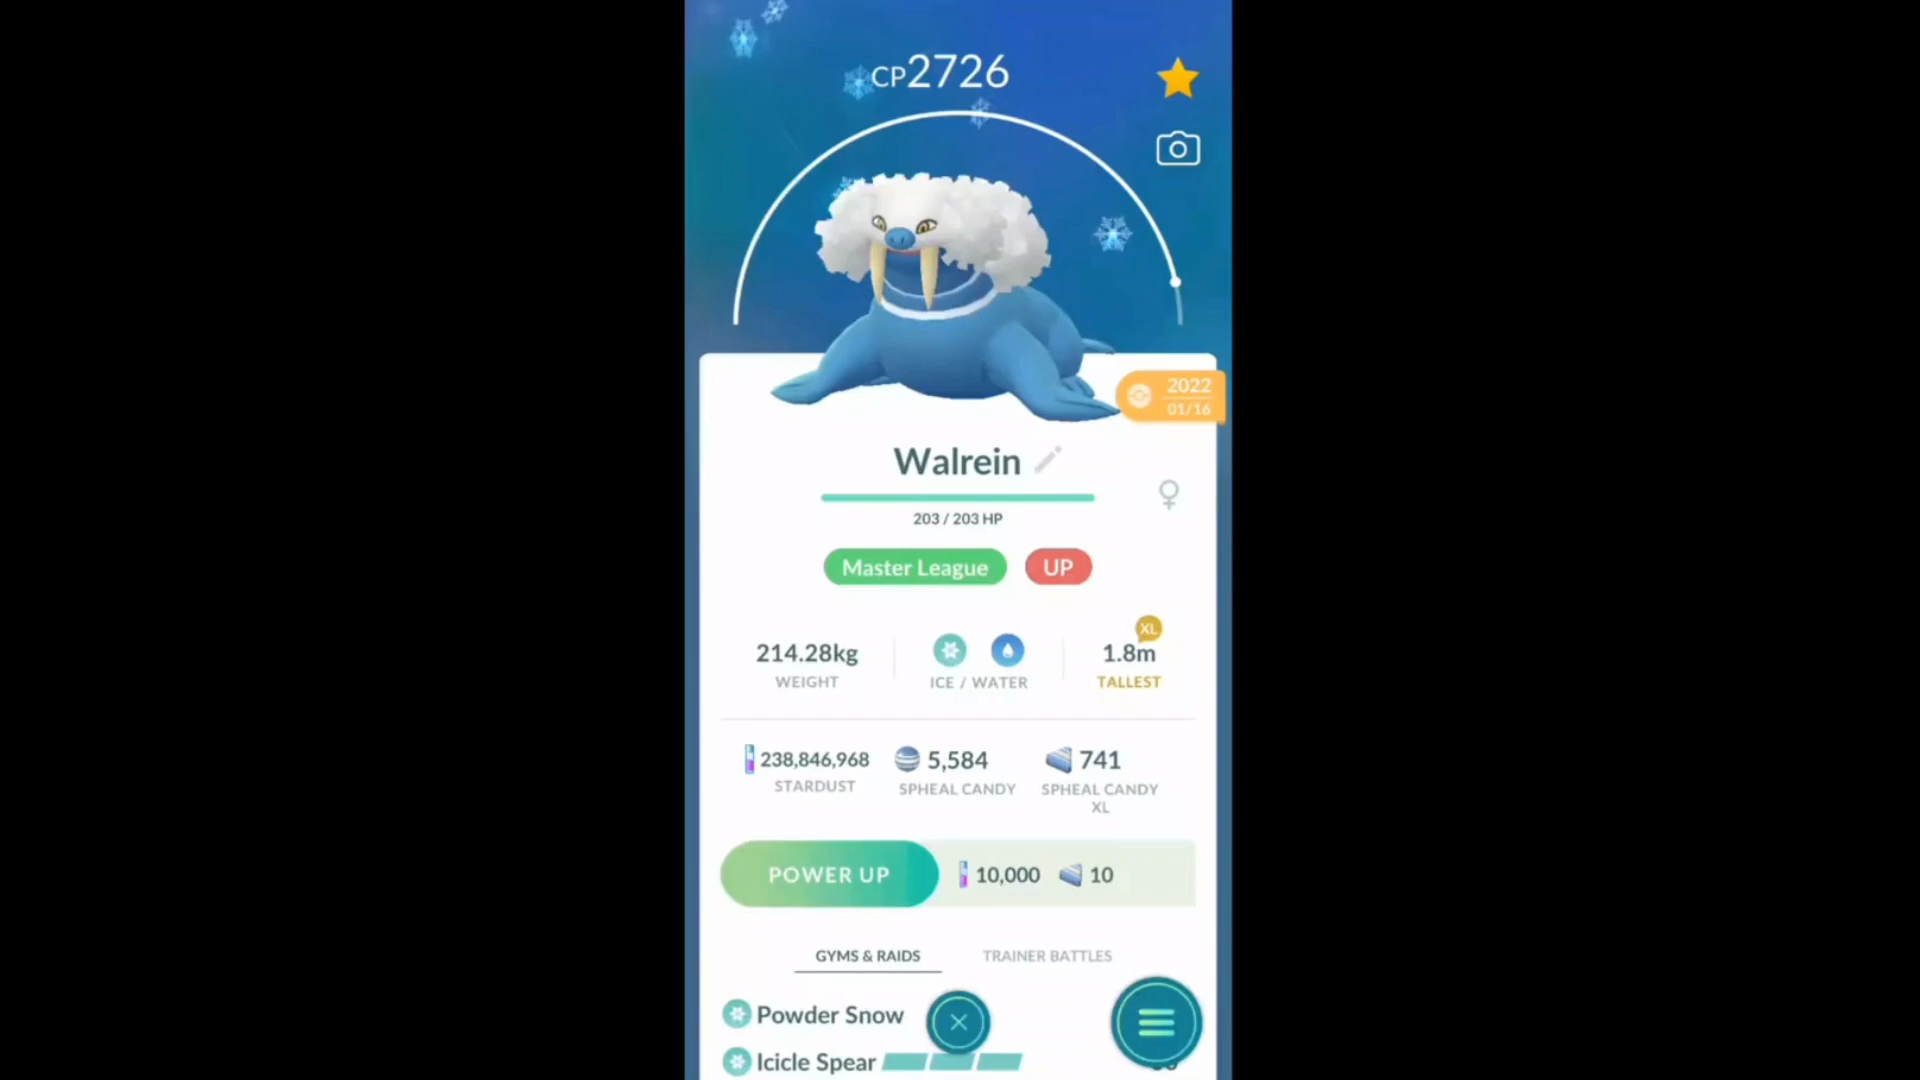 CP2726
2022
01/16
Walrein
203 / 203 HP
Master League UP
XL
214.28kg 1.8m
WEIGHT ICE / WATER TALLEST
238,846,968 5,584 741
STARDUST SPHEAL CANDY SPHEAL CANDY
XL
POWER UP 10,000 10
GYMS & RAIDS TRAINER BATTLES
Powder Snow
Icicle Spear